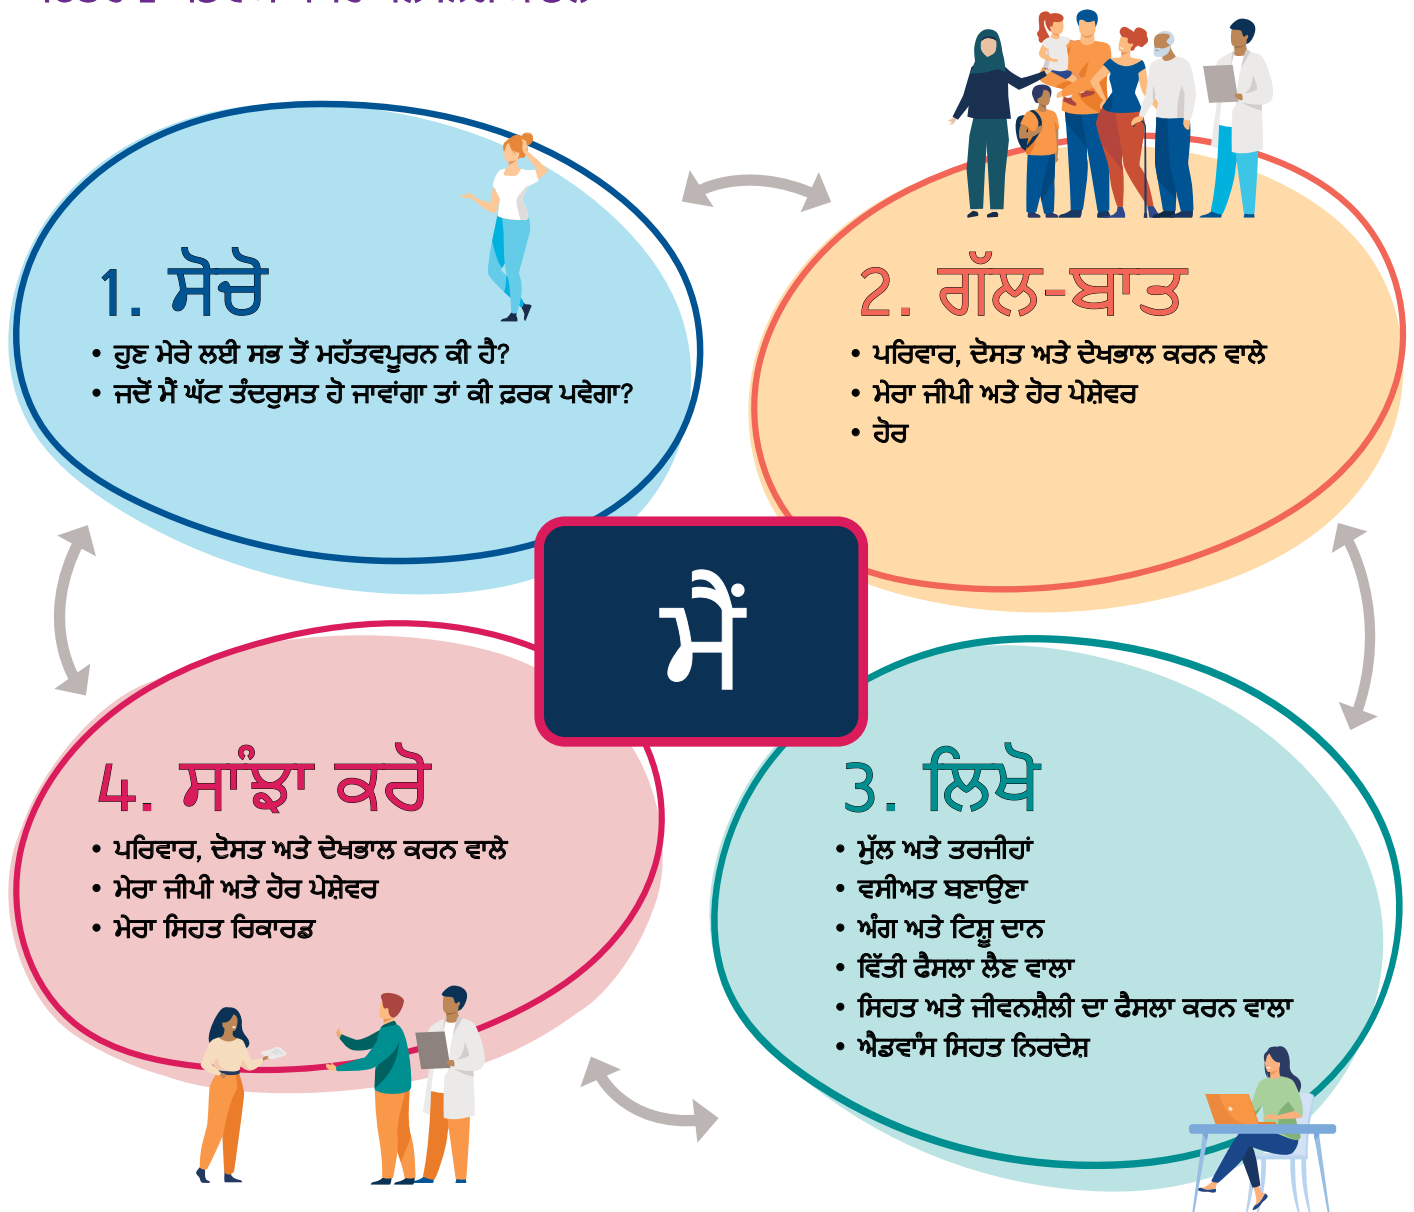 1. ਸੋਚੋ
• ਹੁਣ ਮੇਰੇ ਲਈ ਸਭ ਤੋਂ ਮਹੱਤਵਪੂਰਨ ਕੀ ਹੈ?
• ਜਦੋਂ ਮੈਂ ਘੱਟ ਤੰਦਰੁਸਤ ਹੋ ਜਾਵਾਂਗਾ ਤਾਂ ਕੀ ਫ਼ਰਕ ਪਵੇਗਾ?
2. ਗੱਲ-ਬਾਤ
• ਪਰਿਵਾਰ, ਦੋਸਤ ਅਤੇ ਦੇਖਭਾਲ ਕਰਨ ਵਾਲੇ
• ਮੇਰਾ ਜੀਪੀ ਅਤੇ ਹੋਰ ਪੇਸ਼ੇਵਰ
• ਹੋਰ
ਮੈਂ
3. ਲਿਖੋ
• ਮੁੱਲ ਅਤੇ ਤਰਜੀਹਾਂ
• ਵਸੀਅਤ ਬਣਾਉਣਾ
• ਅੰਗ ਅਤੇ ਟਿਸ਼ੂ ਦਾਨ
• ਵਿੱਤੀ ਫੈਸਲਾ ਲੈਣ ਵਾਲਾ
• ਸਿਹਤ ਅਤੇ ਜੀਵਨਸ਼ੈਲੀ ਦਾ ਫੈਸਲਾ ਕਰਨ ਵਾਲਾ
• ਐਡਵਾਂਸ ਸਿਹਤ ਨਿਰਦੇਸ਼
4. ਸਾਂਝਾ ਕਰੋ
• ਪਰਿਵਾਰ, ਦੋਸਤ ਅਤੇ ਦੇਖਭਾਲ ਕਰਨ ਵਾਲੇ
• ਮੇਰਾ ਜੀਪੀ ਅਤੇ ਹੋਰ ਪੇਸ਼ੇਵਰ
• ਮੇਰਾ ਸਿਹਤ ਰਿਕਾਰਡ